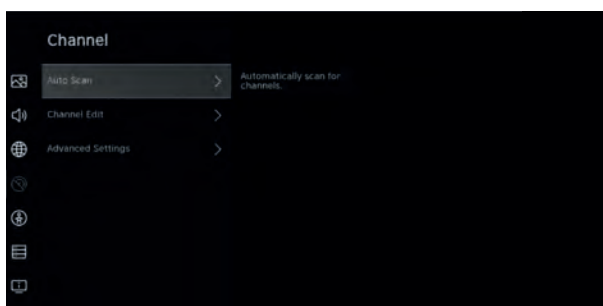 Channel
Auto Scan
Automatically scan for
channels.
Channel Edit
Advanced Settings